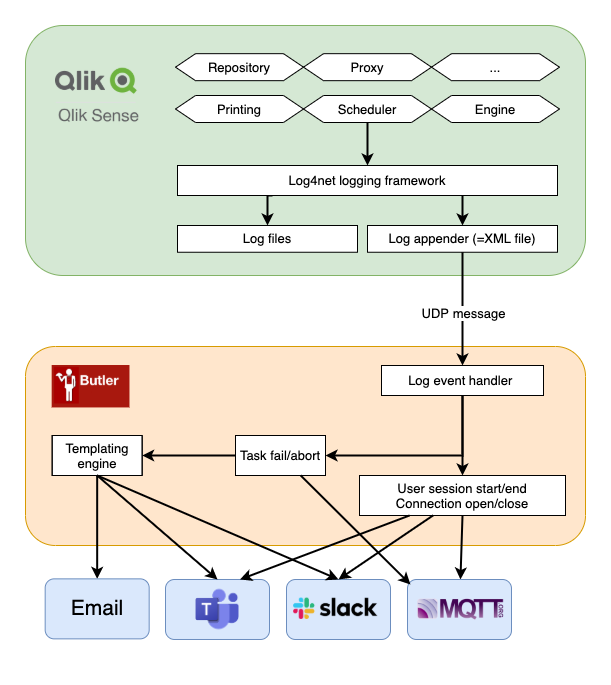 Qlik
Qlik Sense
Repository
Proxy
...
Printing
Scheduler
Engine
Log4net logging framework
Log files
Log appender (=XML file)
UDP message
Butler
Log event handler
Templating
engine
Task fail/abort
User session start/end
Connection open/close
Email
T
slack
MQTT.ORG